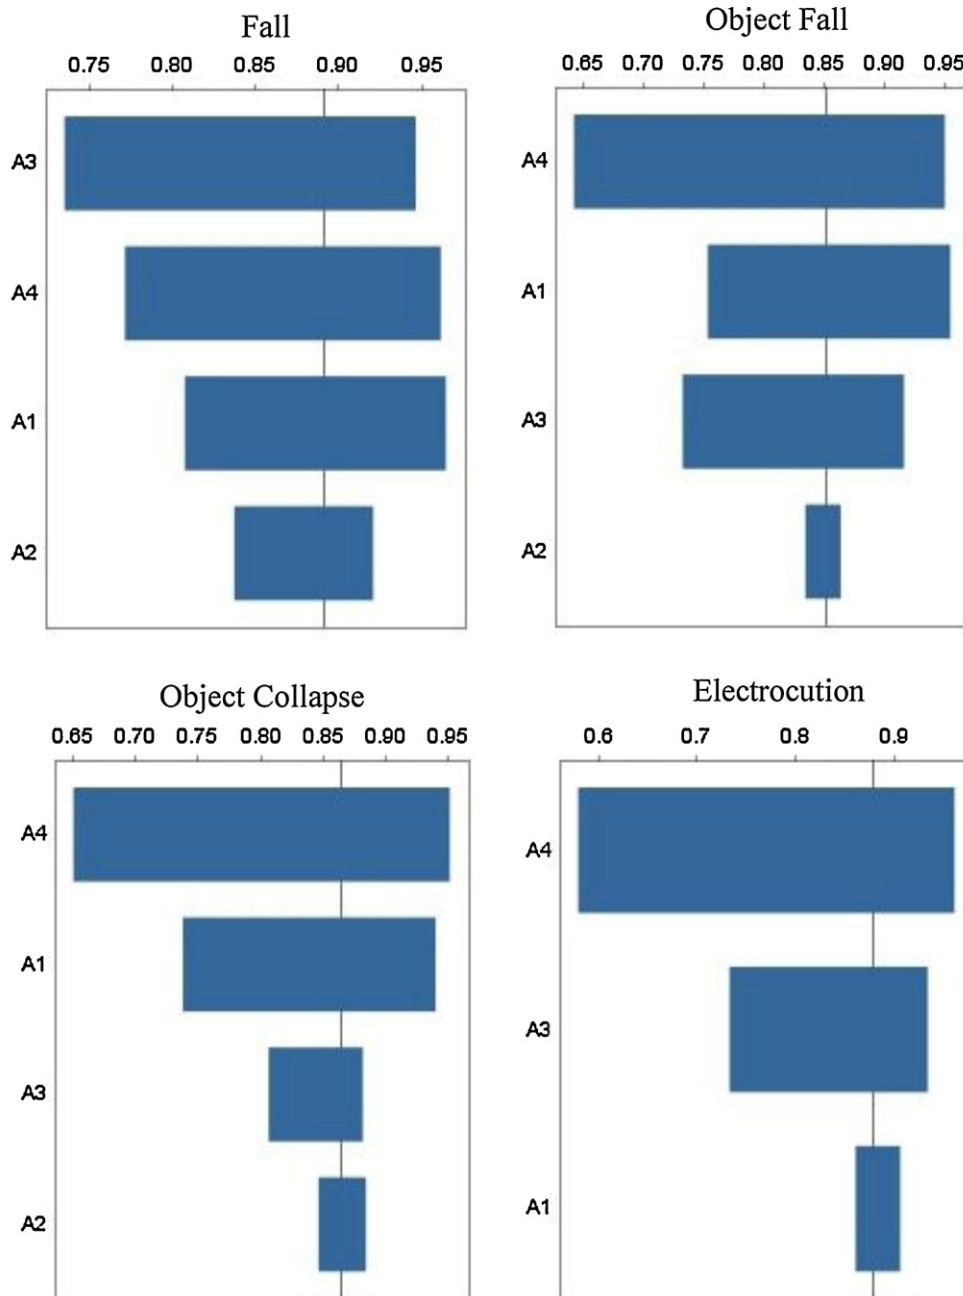 Fall
0.75 0.80 0.85 0.90 0.95
A3
A4
A1
A2
Object Fall
0.65 0.70 0.75 0.80 0.85 0.90 0.95
A4
A1
A3
A2
Object Collapse
0.65 0.70 0.75 0.80 0.85 0.90 0.95
A4
A1
A3
A2
Electrocution
0.6 0.7 0.8 0.9
A4
A3
A1